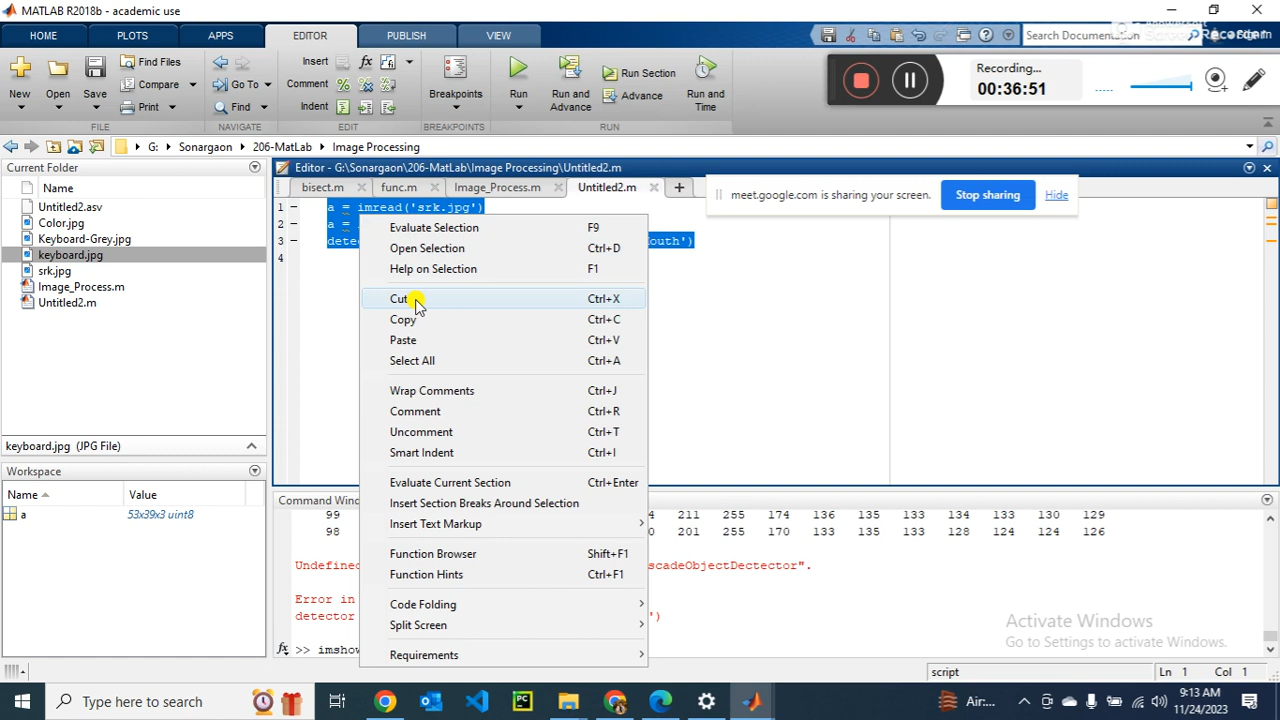 MATLAB R2018b - academic use
HOME
PLOTS
APPS
EDITOR
PUBLISH
VIEW
Search Documentation
Recording...
00:36:51
New
Open
Save
Find Files
Compare
Print
FILE
Go To
Find
NAVIGATE
Insert
Comment
Indent
EDIT
Breakpoints
BREAKPOINTS
Run
Run and Advance
Run Section
Advance
Run and Time
RUN
G:
Sonargaon
206-MatLab
Image Processing
Current Folder
Name
Untitled2.asv
Color.jpg
Keyboard-Grey.jpg
keyboard.jpg
srk.jpg
Image_Process.m
Untitled2.m
keyboard.jpg (JPG File)
Workspace
Name
Value
a
53x39x3 uint8
Editor - G:\Sonargaon\206-MatLab\Image Processing\Untitled2.m
bisect.m
func.m
Image_Process.m
Untitled2.m
meet.google.com is sharing your screen.
Stop sharing
Hide
1
a = imread('srk.jpg')
2
a =
3
dete
outh')
4
Evaluate Selection F9
Open Selection Ctrl+D
Help on Selection F1
Cut Ctrl+X
Copy Ctrl+C
Paste Ctrl+V
Select All Ctrl+A
Wrap Comments Ctrl+J
Comment Ctrl+R
Uncomment Ctrl+T
Smart Indent Ctrl+I
Evaluate Current Section Ctrl+Enter
Insert Section Breaks Around Selection
Insert Text Markup
Function Browser Shift+F1
Function Hints Ctrl+F1
Code Folding
Split Screen
Requirements
Command Wind
99 4 211 255 174 136 135 133 134 133 130 129
98 0 201 255 170 133 135 133 128 124 124 126
Undefined scadeObjectDectector".
Error in
detector ')
>> imshow
Activate Windows
Go to Settings to activate Windows.
script
Ln 1 Col 1
Type here to search
Air...
9:13 AM
11/24/2023